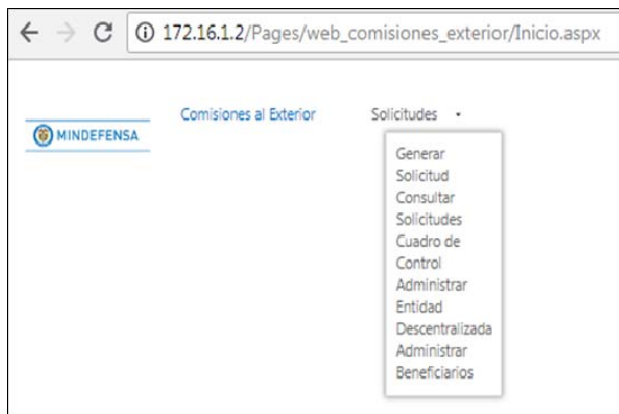 172.16.1.2/Pages/web_comisiones_exterior/Inicio.aspx
Comisiones al Exterior
Solicitudes
MINDEFENSA
Generar
Solicitud
Consultar
Solicitudes
Cuadro de
Control
Administrar
Entidad
Descentralizada
Administrar
Beneficiarios